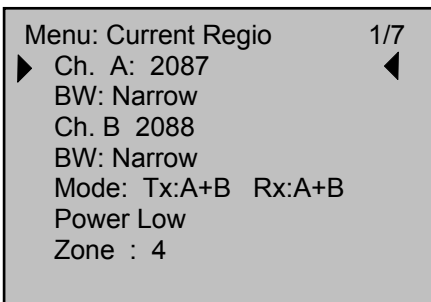 Menu: Current Regio 1/7
Ch. A: 2087
BW: Narrow
Ch. B 2088
BW: Narrow
Mode: Tx:A+B Rx:A+B
Power Low
Zone : 4